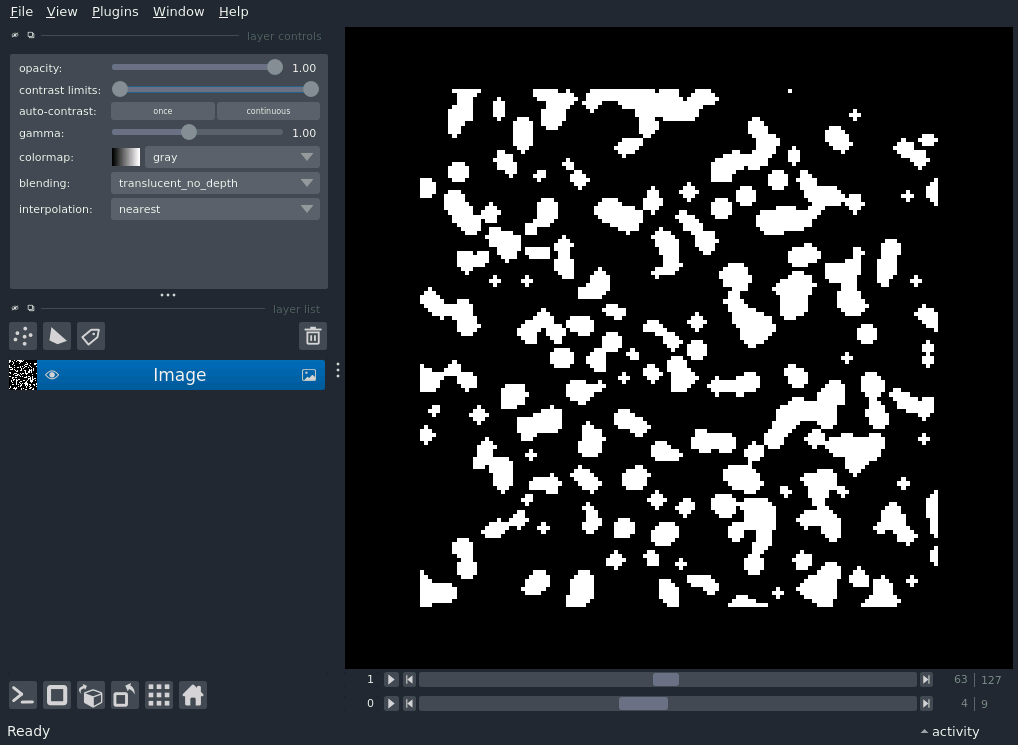 File View Plugins Window Help
layer controls
opacity: 1.00
contrast limits:
auto-contrast: once continuous
gamma: 1.00
colormap: gray
blending: translucent_no_depth
interpolation: nearest
layer list
Image
1 63 127
0 4 9
Ready activity